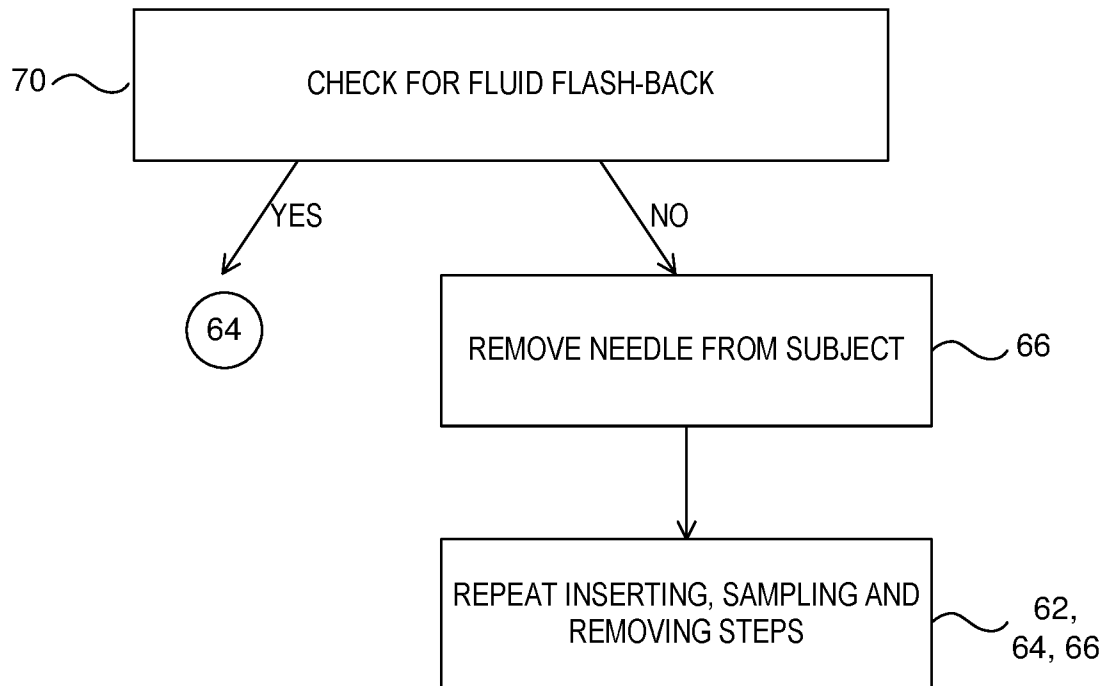 70
CHECK FOR FLUID FLASH-BACK
YES
NO
64
REMOVE NEEDLE FROM SUBJECT
66
REPEAT INSERTING, SAMPLING AND
REMOVING STEPS
62,
64, 66